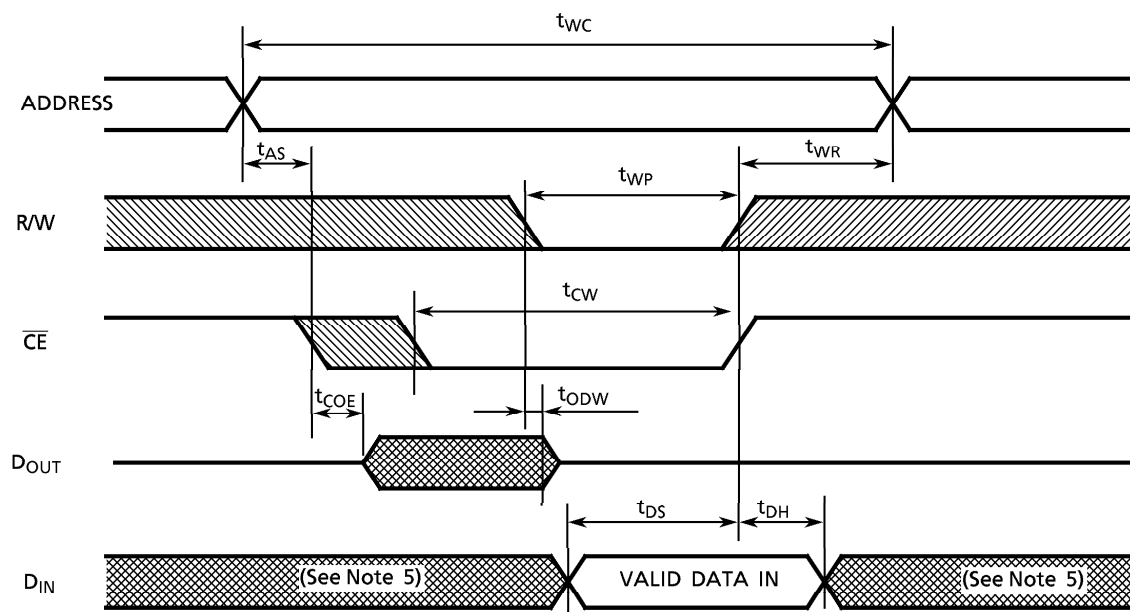 tWC
ADDRESS
tAS
tWR
tWP
R/W
tCW
CE
tCOE
tODW
DOUT
tDS
tDH
DIN
(See Note 5)
VALID DATA IN
(See Note 5)